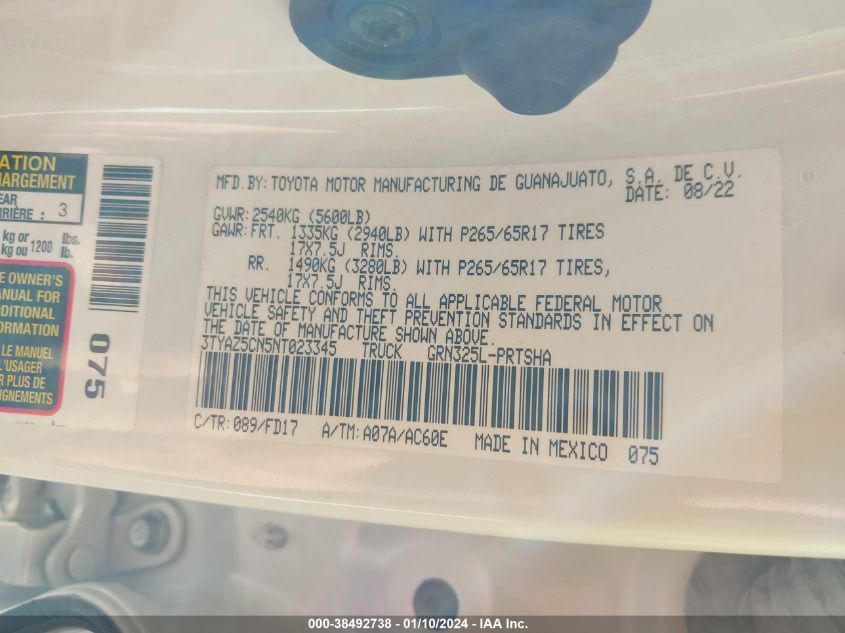 ATION
HARGEMENT
EAR
RRIÈRE : 3
kg or 1200 lbs.
kg ou lb.
E OWNER'S
ANUAL FOR
DDITIONAL
FORMATION
LE MANUEL
L'USAGER
R PLUS DE
EIGNEMENTS
075
MFD. BY: TOYOTA MOTOR MANUFACTURING DE GUANAJUATO, S.A. DE C.V.
DATE: 08/22
GVWR: 2540KG (5600LB)
GAWR: FRT. 1335KG (2940LB) WITH P265/65R17 TIRES
17X7.5J RIMS.
RR. 1490KG (3280LB) WITH P265/65R17 TIRES,
17X7.5J RIMS.
THIS VEHICLE CONFORMS TO ALL APPLICABLE FEDERAL MOTOR
VEHICLE SAFETY AND THEFT PREVENTION STANDARDS IN EFFECT ON
THE DATE OF MANUFACTURE SHOWN ABOVE.
3TYAZ5CN5NT023345 TRUCK GRN325L-PRTSHA
C/TR: 089/FD17 A/TM: A07A/AC60E MADE IN MEXICO 075
000-38492738 - 01/10/2024 - IAA Inc.